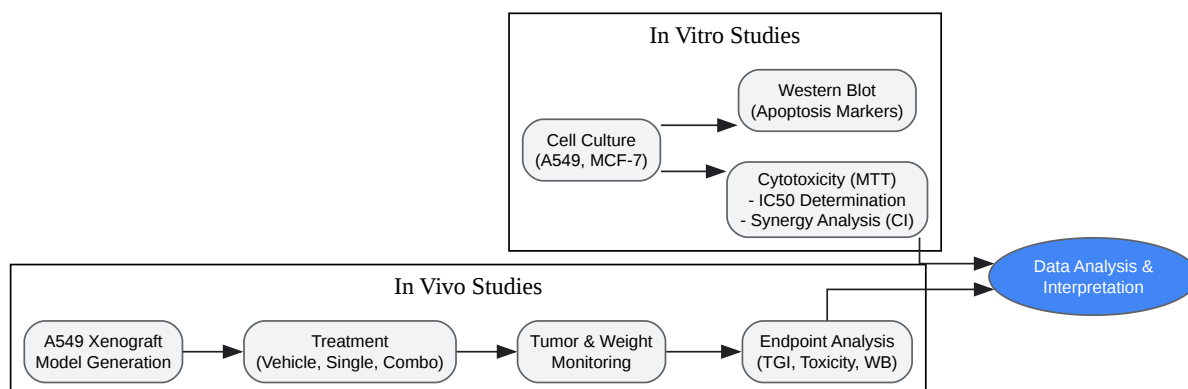 In Vitro Studies
Western Blot
(Apoptosis Markers)
Cell Culture
(A549, MCF-7)
Cytotoxicity (MTT)
- IC50 Determination
- Synergy Analysis (CI)
Data Analysis &
Interpretation
In Vivo Studies
A549 Xenograft
Model Generation
Treatment
(Vehicle, Single, Combo)
Tumor & Weight
Monitoring
Endpoint Analysis
(TGI, Toxicity, WB)